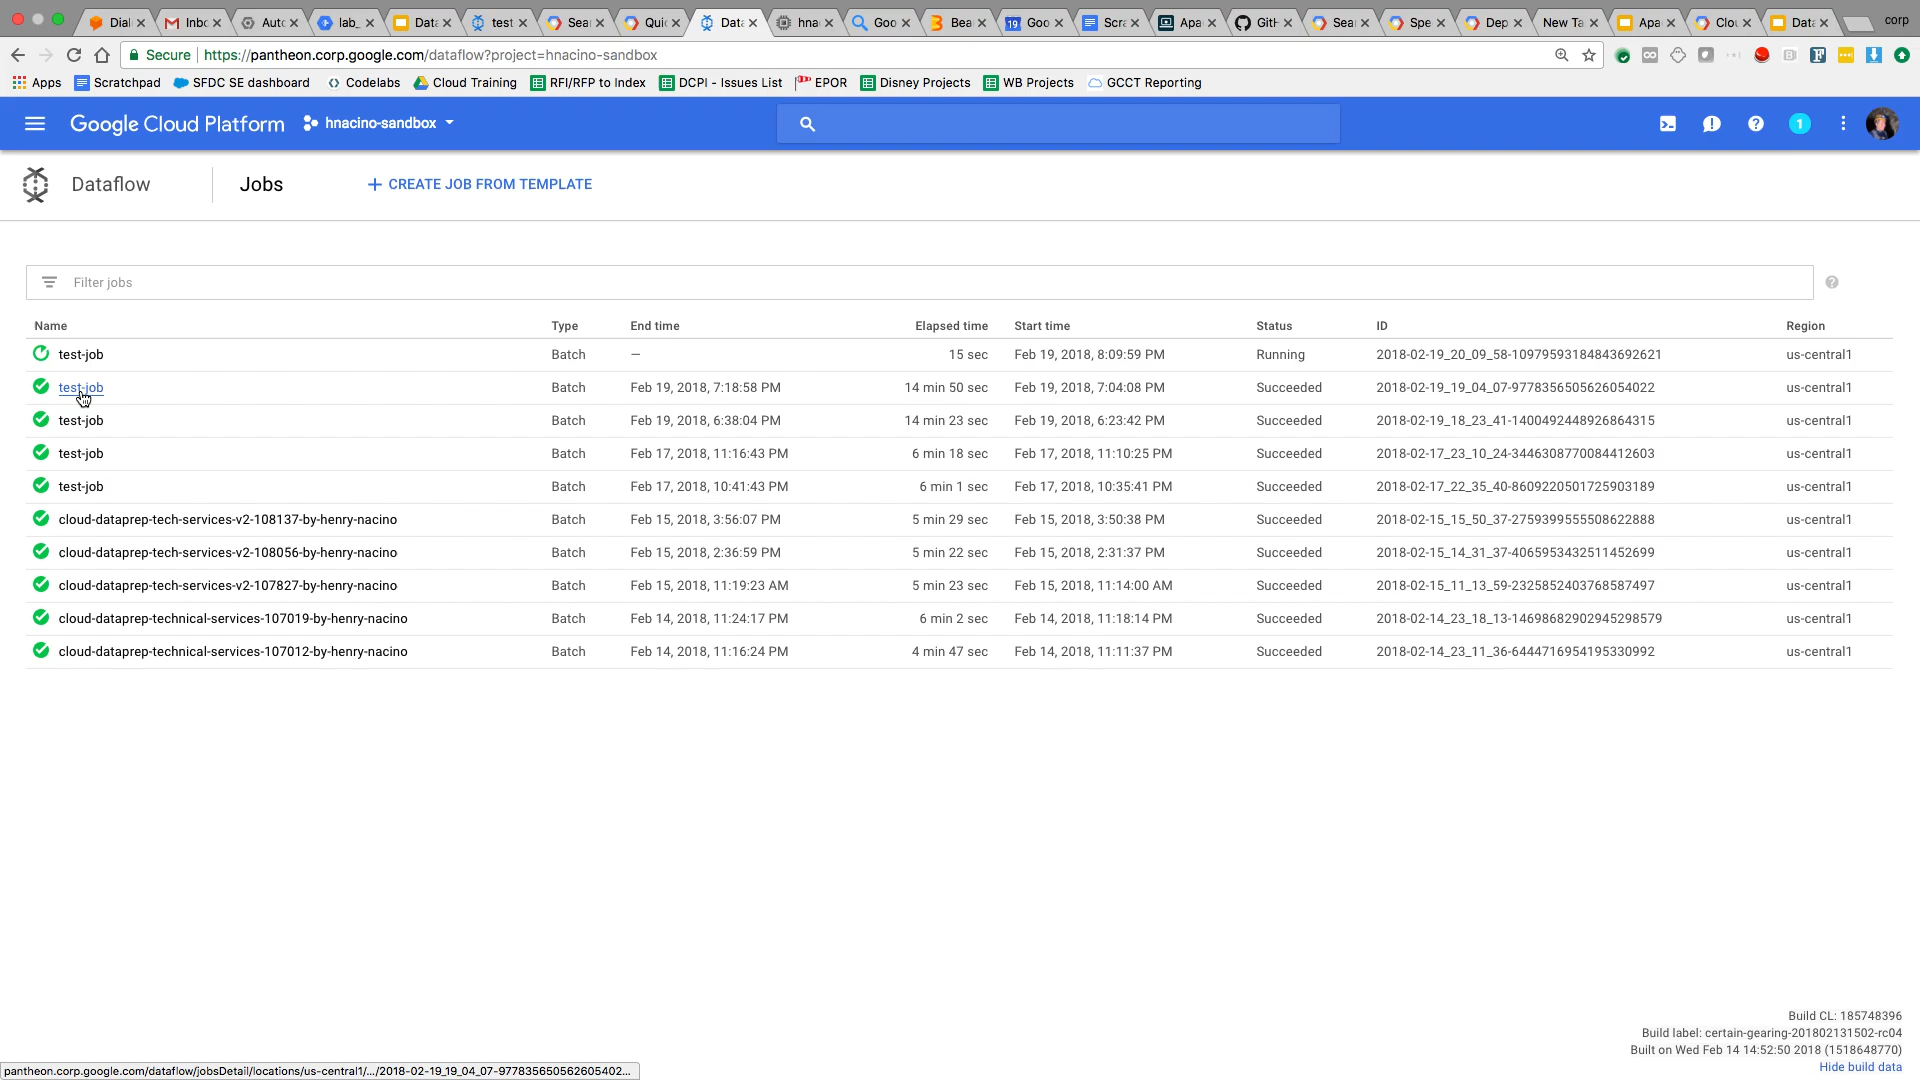 Dial Inbo Auto lab_ Data test Sear Quic Data hnac Goo Bea Goo Scra Apa GitH Sear Spe Dep New Ta Apa Clou Data corp
Secure https://pantheon.corp.google.com/dataflow?project=hnacino-sandbox
Apps Scratchpad SFDC SE dashboard Codelabs Cloud Training RFI/RFP to Index DCPI - Issues List EPOR Disney Projects WB Projects GCCT Reporting
Google Cloud Platform hnacino-sandbox 1
Dataflow Jobs + CREATE JOB FROM TEMPLATE
Filter jobs
Name Type End time Elapsed time Start time Status ID Region
test-job Batch — 15 sec Feb 19, 2018, 8:09:59 PM Running 2018-02-19_20_09_58-10979593184843692621 us-central1
test-job Batch Feb 19, 2018, 7:18:58 PM 14 min 50 sec Feb 19, 2018, 7:04:08 PM Succeeded 2018-02-19_19_04_07-9778356505626054022 us-central1
test-job Batch Feb 19, 2018, 6:38:04 PM 14 min 23 sec Feb 19, 2018, 6:23:42 PM Succeeded 2018-02-19_18_23_41-1400492448926864315 us-central1
test-job Batch Feb 17, 2018, 11:16:43 PM 6 min 18 sec Feb 17, 2018, 11:10:25 PM Succeeded 2018-02-17_23_10_24-3446308770084412603 us-central1
test-job Batch Feb 17, 2018, 10:41:43 PM 6 min 1 sec Feb 17, 2018, 10:35:41 PM Succeeded 2018-02-17_22_35_40-8609220501725903189 us-central1
cloud-dataprep-tech-services-v2-108137-by-henry-nacino Batch Feb 15, 2018, 3:56:07 PM 5 min 29 sec Feb 15, 2018, 3:50:38 PM Succeeded 2018-02-15_15_50_37-2759399555508622888 us-central1
cloud-dataprep-tech-services-v2-108056-by-henry-nacino Batch Feb 15, 2018, 2:36:59 PM 5 min 22 sec Feb 15, 2018, 2:31:37 PM Succeeded 2018-02-15_14_31_37-4065953432511452699 us-central1
cloud-dataprep-tech-services-v2-107827-by-henry-nacino Batch Feb 15, 2018, 11:19:23 AM 5 min 23 sec Feb 15, 2018, 11:14:00 AM Succeeded 2018-02-15_11_13_59-2325852403768587497 us-central1
cloud-dataprep-technical-services-107019-by-henry-nacino Batch Feb 14, 2018, 11:24:17 PM 6 min 2 sec Feb 14, 2018, 11:18:14 PM Succeeded 2018-02-14_23_18_13-14698682902945298579 us-central1
cloud-dataprep-technical-services-107012-by-henry-nacino Batch Feb 14, 2018, 11:16:24 PM 4 min 47 sec Feb 14, 2018, 11:11:37 PM Succeeded 2018-02-14_23_11_36-6444716954195330992 us-central1
Build CL: 185748396
Build label: certain-gearing-201802131502-rc04
Built on Wed Feb 14 14:52:50 2018 (1518648770)
Hide build data
pantheon.corp.google.com/dataflow/jobsDetail/locations/us-central1/.../2018-02-19_19_04_07-977835650562605402...